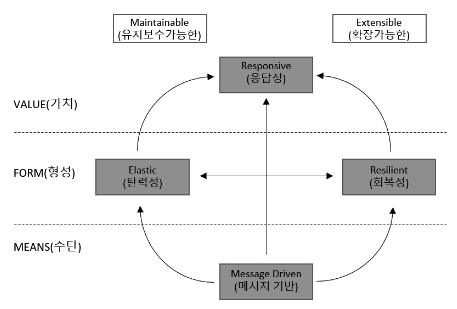 Maintainable
(유지보수가능한)
Extensible
(확장가능한)
Responsive
(응답성)
VALUE(가치)
Elastic
(탄력성)
Resilient
(회복성)
FORM(형성)
MEANS(수단)
Message Driven
(메시지 기반)